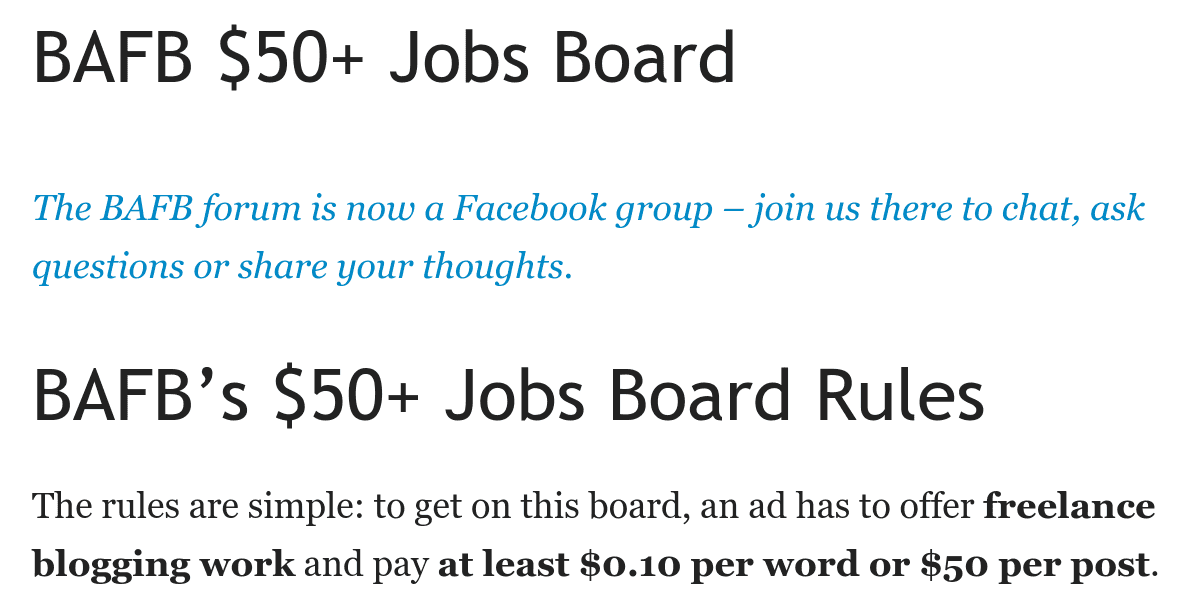 BAFB $50+ Jobs Board
The BAFB forum is now a Facebook group – join us there to chat, ask
questions or share your thoughts.
BAFB’s $50+ Jobs Board Rules
The rules are simple: to get on this board, an ad has to offer freelance
blogging work and pay at least $0.10 per word or $50 per post.